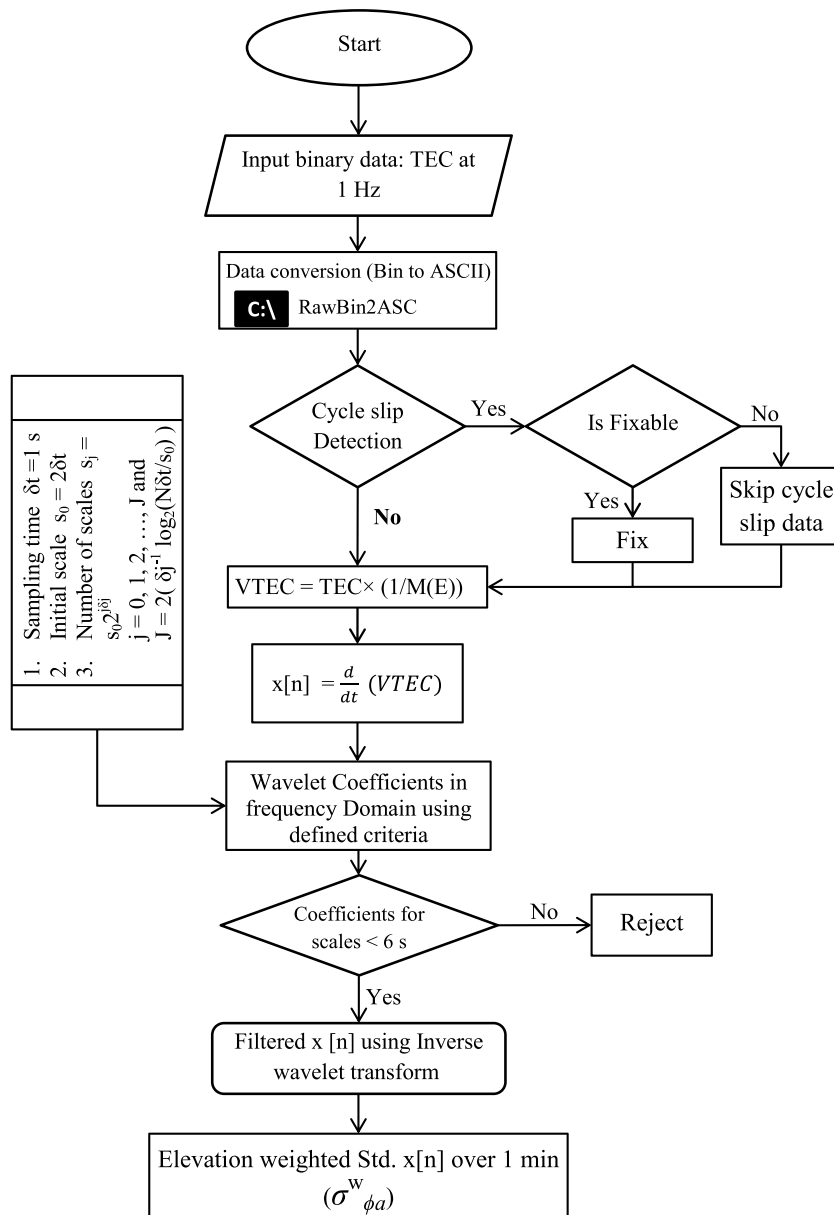 Start
Input binary data: TEC at
1 Hz
Data conversion (Bin to ASCII)
C:\ RawBin2ASC
Cycle slip
Detection
Yes
Is Fixable
No
Yes
Skip cycle
slip data
Fix
No
VTEC = TEC× (1/M(E))
x[n] = d/dt (VTEC)
1. Sampling time δt =1 s
2. Initial scale s₀ = 2δt
3. Number of scales sⱼ =
s₀2^jδj
j = 0, 1, 2, …, J and
J = 2( δj⁻¹ log₂(Nδt/s₀) )
Wavelet Coefficients in
frequency Domain using
defined criteria
Coefficients for
scales < 6 s
No
Reject
Yes
Filtered x [n] using Inverse
wavelet transform
Elevation weighted Std. x[n] over 1 min
(σ^w_ϕa)